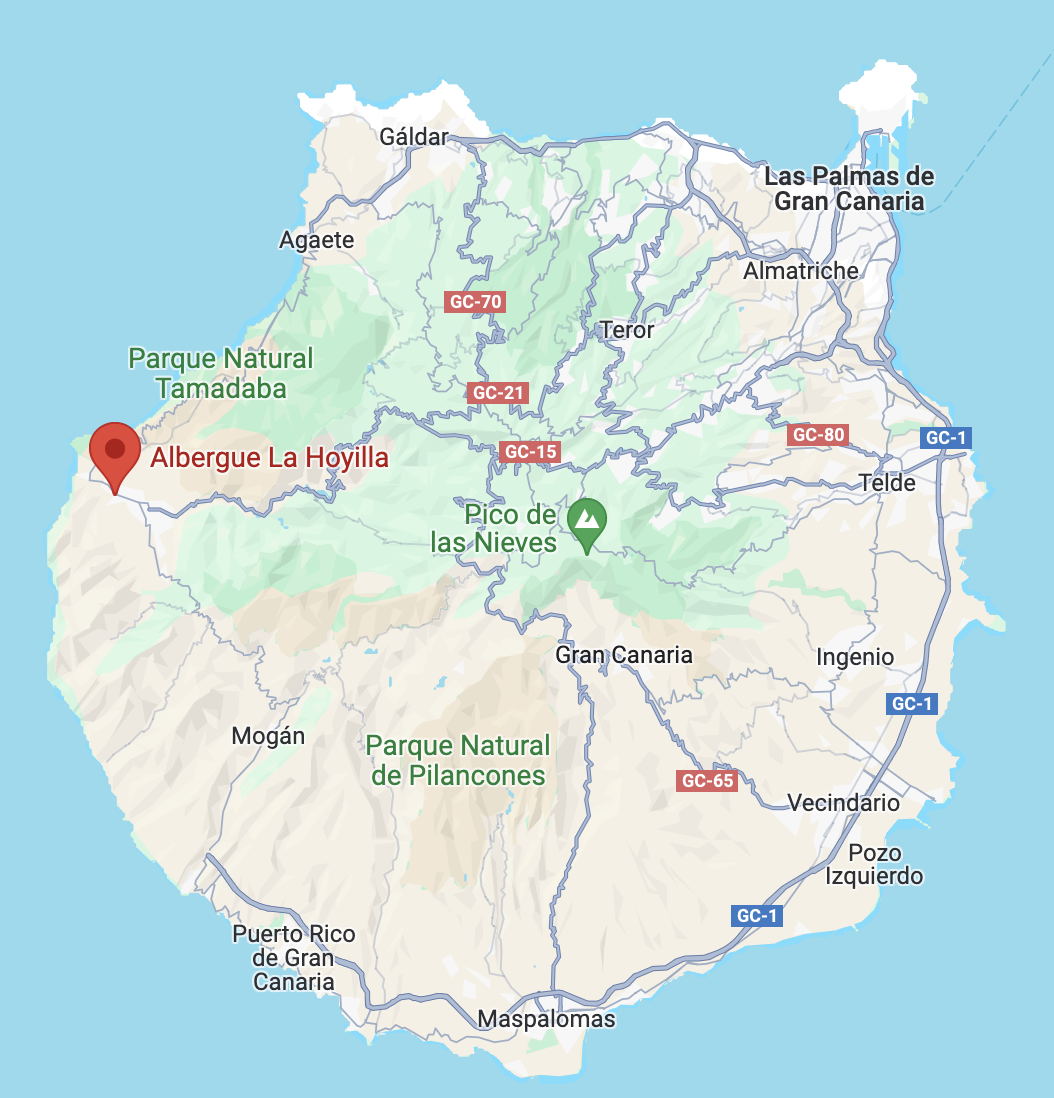 Gáldar
Las Palmas de
Gran Canaria
Agaete
Almatriche
GC-70
Teror
Parque Natural
Tamadaba
GC-21
GC-80
GC-1
GC-15
Albergue La Hoyilla
Telde
Pico de
las Nieves
Gran Canaria
Ingenio
GC-1
Mogán
Parque Natural
de Pilancones
GC-65
Vecindario
Pozo
Izquierdo
GC-1
Puerto Rico
de Gran
Canaria
Maspalomas